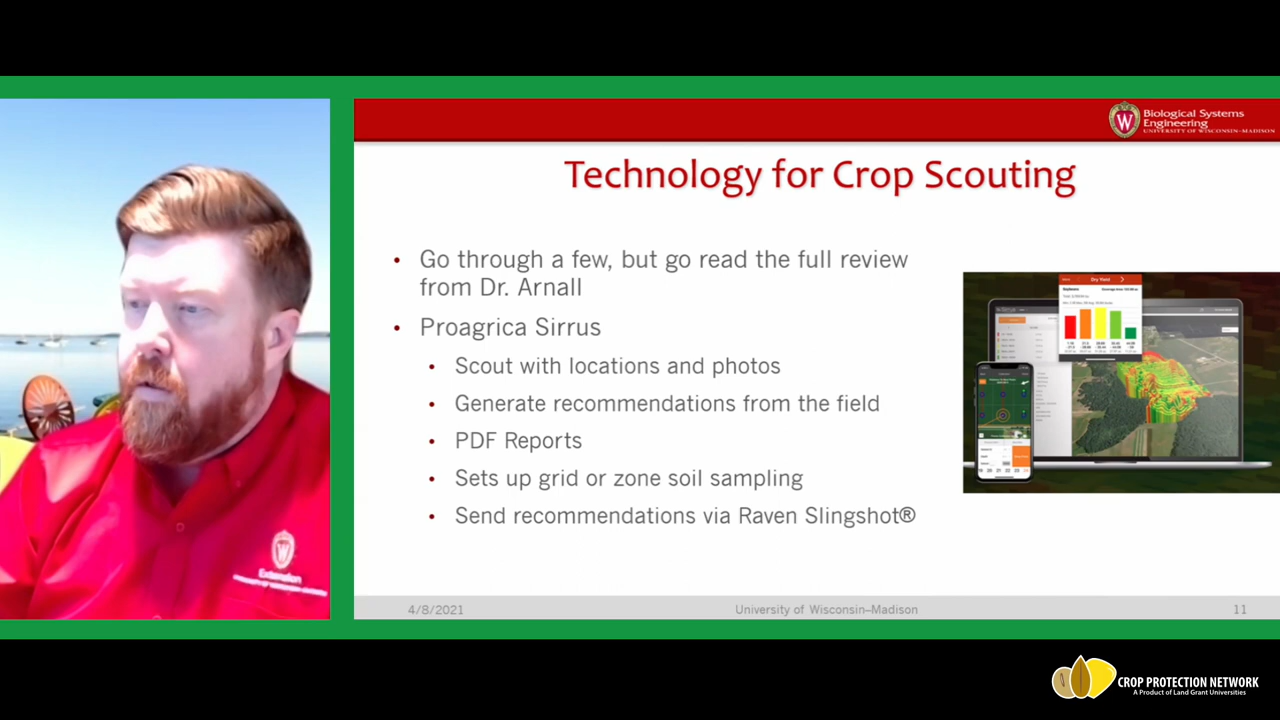 Biological Systems
Engineering
UNIVERSITY OF WISCONSIN–MADISON
Technology for Crop Scouting
• Go through a few, but go read the full review
from Dr. Arnall
• Proagrica Sirrus
• Scout with locations and photos
• Generate recommendations from the field
• PDF Reports
• Sets up grid or zone soil sampling
• Send recommendations via Raven Slingshot®
Dry Yield
W
Extension
4/8/2021
University of Wisconsin–Madison
11
CROP PROTECTION NETWORK
A Product of Land Grant Universities